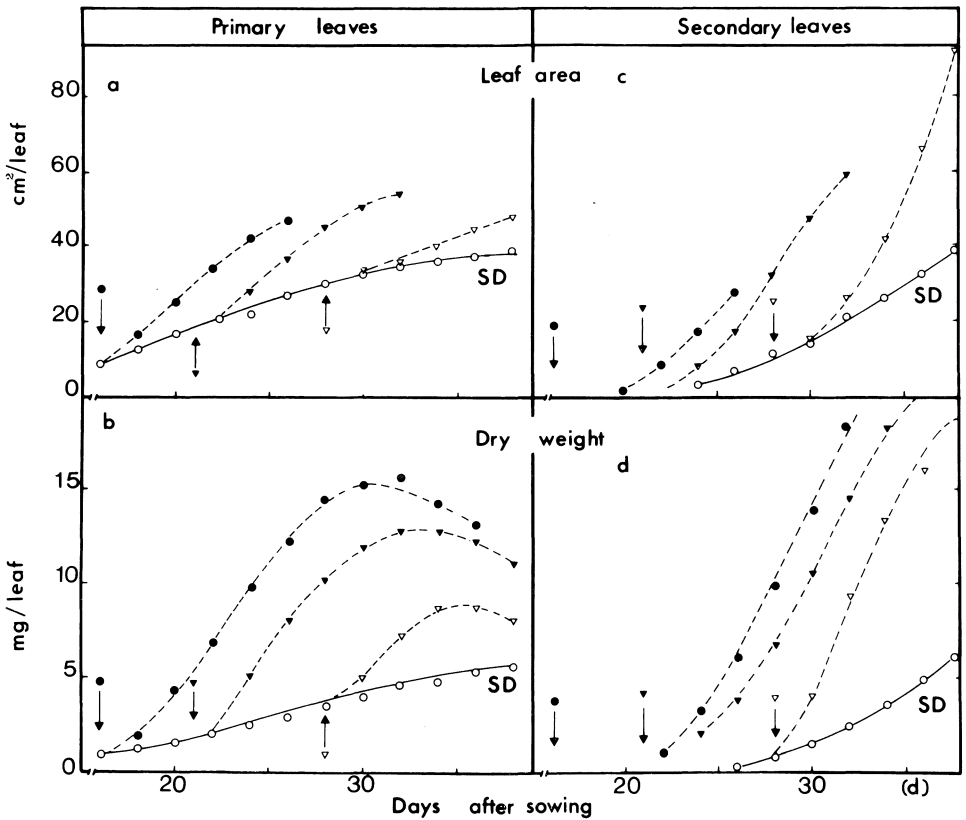 Primary leaves Secondary leaves
a Leaf area c
80
60
40
20
0
cm²/leaf
SD
SD
b Dry weight d
15
10
5
0
mg/leaf
SD
SD
20 30 20 30 (d)
Days after sowing